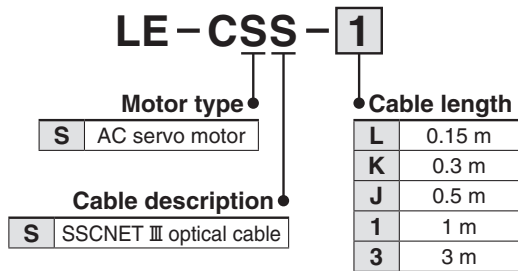 LE-CSS-1
Motor type
S AC servo motor
Cable description
S SSCNET Ⅲ optical cable
Cable length
L 0.15 m
K 0.3 m
J 0.5 m
1 1 m
3 3 m